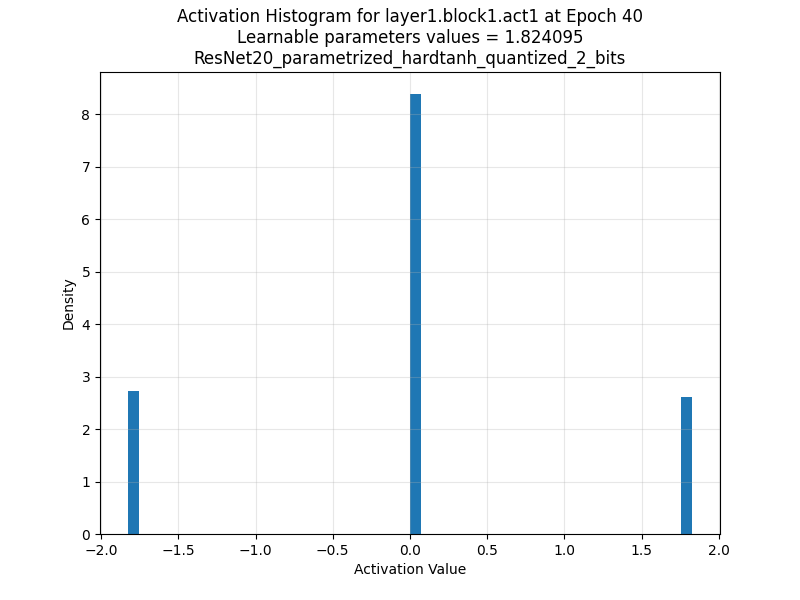 Activation Histogram for layer1.block1.act1 at Epoch 40
Learnable parameters values = 1.824095
ResNet20_parametrized_hardtanh_quantized_2_bits
8
7
6
5
4
3
2
1
0
Density
−2.0 −1.5 −1.0 −0.5 0.0 0.5 1.0 1.5 2.0
Activation Value